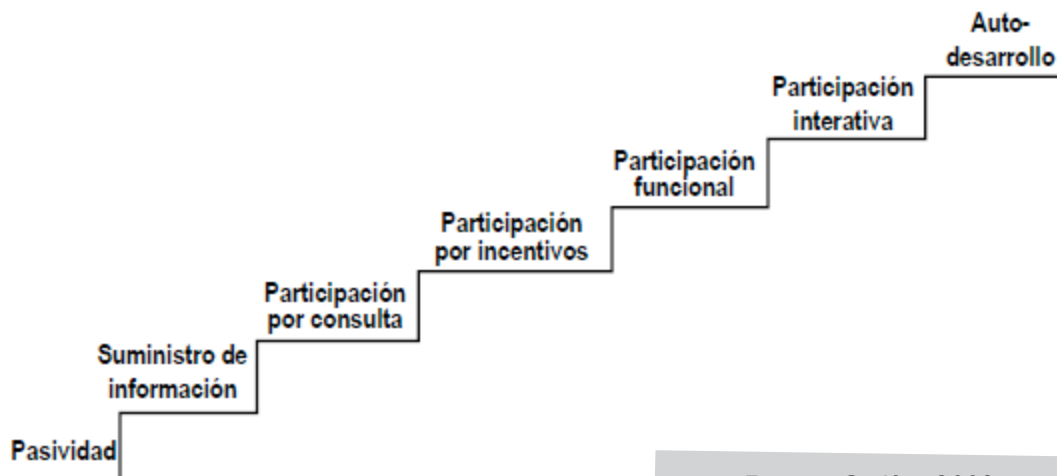 Auto-
desarrollo
Participación
interativa
Participación
funcional
Participación
por incentivos
Participación
por consulta
Suministro de
información
Pasividad